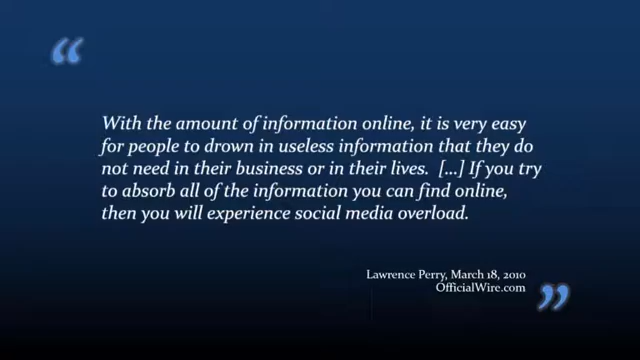 “
With the amount of information online, it is very easy
for people to drown in useless information that they do
not need in their business or in their lives.  [...] If you try
to absorb all of the information you can find online,
then you will experience social media overload.
Lawrence Perry, March 18, 2010
OfficialWire.com
”